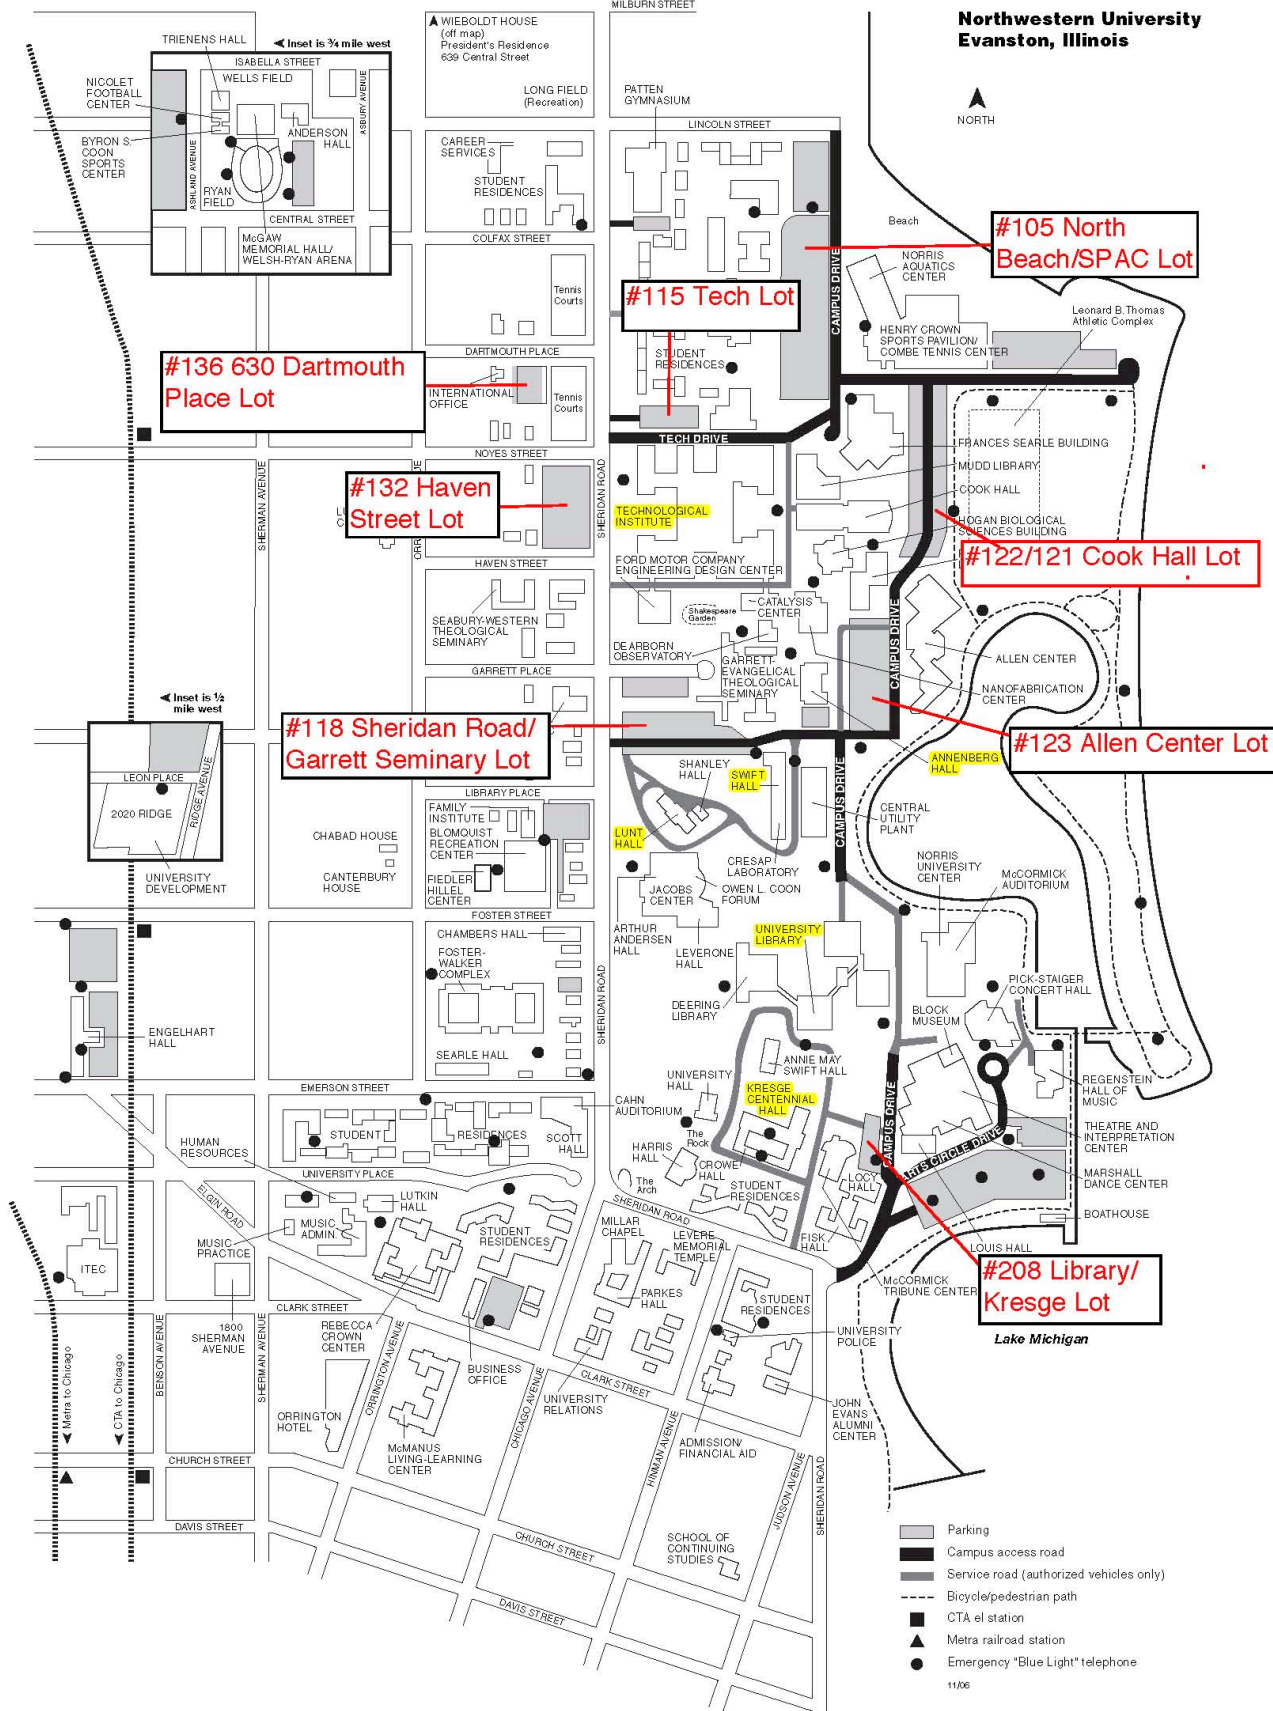 MILBURN STREET
Northwestern University
Evanston, Illinois
NORTH
WIEBOLDT HOUSE
(off map)
President's Residence
639 Central Street
LONG FIELD
(Recreation)
Inset is ¾ mile west
TRIENENS HALL
ISABELLA STREET
WELLS FIELD
NICOLET
FOOTBALL
CENTER
BYRON S.
COON
SPORTS
CENTER
ANDERSON
HALL
ASHLAND AVENUE
ASBURY AVENUE
RYAN
FIELD
CENTRAL STREET
McGAW
MEMORIAL HALL/
WELSH-RYAN ARENA
PATTEN
GYMNASIUM
LINCOLN STREET
CAREER
SERVICES
STUDENT
RESIDENCES
COLFAX STREET
Beach
#105 North
Beach/SPAC Lot
NORRIS
AQUATICS
CENTER
CAMPUS DRIVE
Tennis
Courts
#115 Tech Lot
Leonard B. Thomas
Athletic Complex
HENRY CROWN
SPORTS PAVILION/
COMBE TENNIS CENTER
DARTMOUTH PLACE
STUDENT
RESIDENCES
#136 630 Dartmouth
Place Lot
INTERNATIONAL
OFFICE
Tennis
Courts
TECH DRIVE
FRANCES SEARLE BUILDING
NOYES STREET
MUDD LIBRARY
SHERMAN AVENUE
SHERIDAN ROAD
COOK HALL
#132 Haven
Street Lot
TECHNOLOGICAL
INSTITUTE
HOGAN BIOLOGICAL
SCIENCES BUILDING
#122/121 Cook Hall Lot
HAVEN STREET
FORD MOTOR COMPANY
ENGINEERING DESIGN CENTER
SEABURY-WESTERN
THEOLOGICAL
SEMINARY
Shakespeare
Garden
CATALYSIS
CENTER
CAMPUS DRIVE
DEARBORN
OBSERVATORY
GARRETT-
EVANGELICAL
THEOLOGICAL
SEMINARY
ALLEN CENTER
GARRETT PLACE
NANOFABRICATION
CENTER
Inset is ½
mile west
#118 Sheridan Road/
Garrett Seminary Lot
#123 Allen Center Lot
ANNENBERG
HALL
LEON PLACE
2020 RIDGE
RIDGE AVENUE
UNIVERSITY
DEVELOPMENT
SHANLEY
HALL
SWIFT
HALL
CAMPUS DRIVE
LIBRARY PLACE
FAMILY
INSTITUTE
BLOMQUIST
RECREATION
CENTER
FIEDLER
HILLEL
CENTER
CHABAD HOUSE
CANTERBURY
HOUSE
LUNT
HALL
CENTRAL
UTILITY
PLANT
CRESAP
LABORATORY
JACOBS
CENTER
OWEN L. COON
FORUM
NORRIS
UNIVERSITY
CENTER
McCORMICK
AUDITORIUM
FOSTER STREET
ARTHUR
ANDERSEN
HALL
LEVERONE
HALL
UNIVERSITY
LIBRARY
CHAMBERS HALL
FOSTER-
WALKER
COMPLEX
SHERIDAN ROAD
DEERING
LIBRARY
PICK-STAIGER
CONCERT HALL
BLOCK
MUSEUM
ENGELHART
HALL
SEARLE HALL
ANNIE MAY
SWIFT HALL
EMERSON STREET
UNIVERSITY
HALL
KRESGE
CENTENNIAL
HALL
REGENSTEIN
HALL OF
MUSIC
CAHN
AUDITORIUM
HUMAN
RESOURCES
STUDENT
RESIDENCES
SCOTT
HALL
The
Rock
HARRIS
HALL
CROWE
HALL
CAMPUS DRIVE
ARTS CIRCLE DRIVE
THEATRE AND
INTERPRETATION
CENTER
MARSHALL
DANCE CENTER
UNIVERSITY PLACE
The
Arch
STUDENT
RESIDENCES
LOCY
HALL
BOATHOUSE
ELGIN ROAD
LUTKIN
HALL
MUSIC
ADMIN.
MUSIC
PRACTICE
STUDENT
RESIDENCES
SHERIDAN ROAD
MILLAR
CHAPEL
LEVERE
MEMORIAL
TEMPLE
FISK
HALL
LOUIS HALL
#208 Library/
Kresge Lot
McCORMICK
TRIBUNE CENTER
ITEC
PARKES
HALL
STUDENT
RESIDENCES
CLARK STREET
1800
SHERMAN
AVENUE
REBECCA
CROWN
CENTER
UNIVERSITY
POLICE
Lake Michigan
BENSON AVENUE
SHERMAN AVENUE
ORRINGTON AVENUE
BUSINESS
OFFICE
CLARK STREET
UNIVERSITY
RELATIONS
Metra to Chicago
CTA to Chicago
ORRINGTON
HOTEL
CHICAGO AVENUE
HINMAN AVENUE
JOHN
EVANS
ALUMNI
CENTER
McMANUS
LIVING-LEARNING
CENTER
ADMISSION/
FINANCIAL AID
CHURCH STREET
JUDSON AVENUE
SHERIDAN ROAD
DAVIS STREET
CHURCH STREET
SCHOOL OF
CONTINUING
STUDIES
DAVIS STREET
Parking
Campus access road
Service road (authorized vehicles only)
Bicycle/pedestrian path
CTA el station
Metra railroad station
Emergency "Blue Light" telephone
11/06